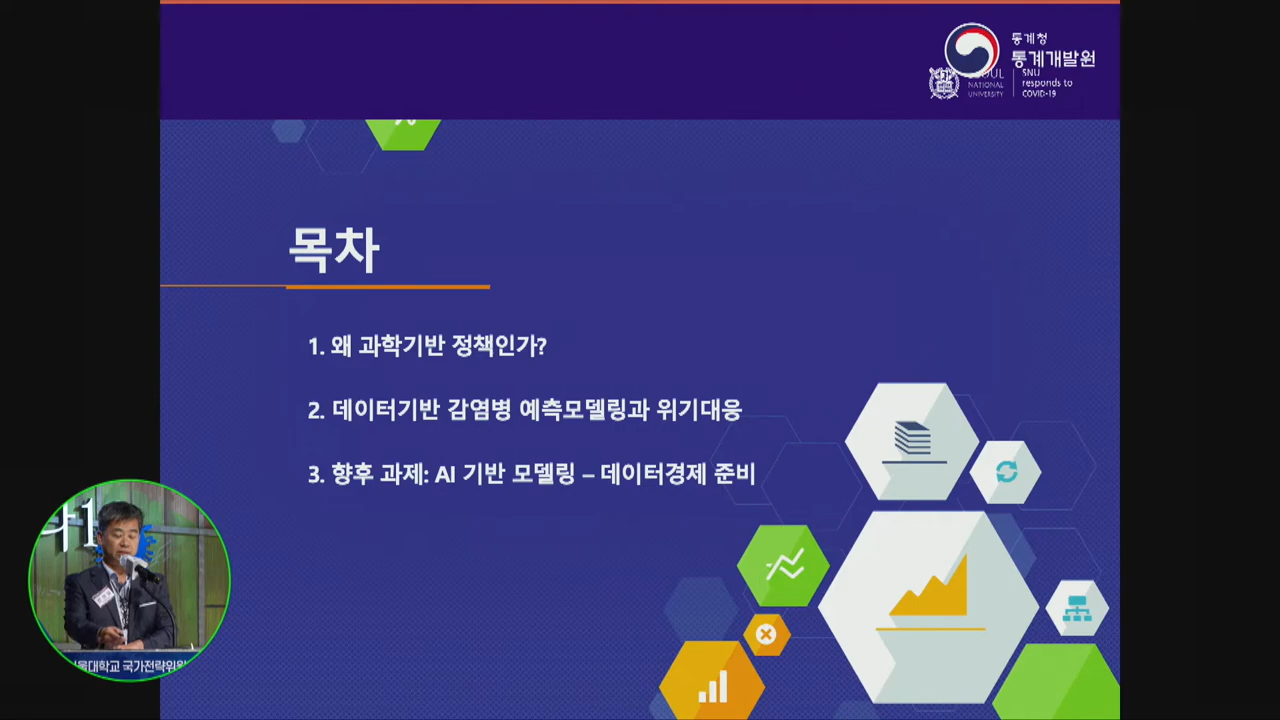 통계청
통계개발원
SEOUL
NATIONAL
UNIVERSITY
SNU
responds to
COVID-19
목차
1. 왜 과학기반 정책인가?
2. 데이터기반 감염병 예측모델링과 위기대응
3. 향후 과제: AI 기반 모델링 – 데이터경제 준비
서울대학교 국가전략위원